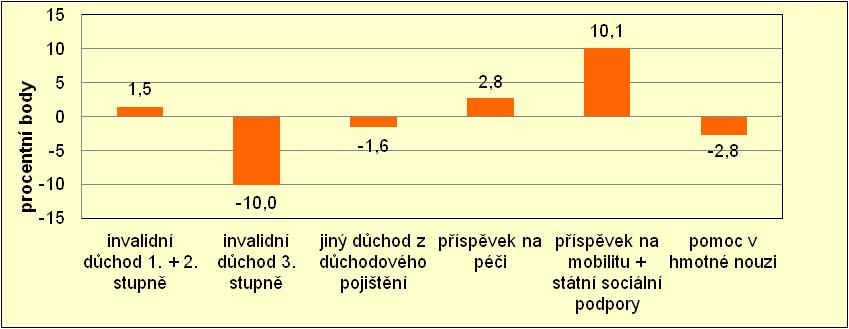 15
10
5
0
-5
-10
-15
procentní body
1,5
-10,0
-1,6
2,8
10,1
-2,8
invalidní
důchod 1. + 2.
stupně
invalidní
důchod 3.
stupně
jiný důchod z
důchodového
pojištění
příspěvek na
péči
příspěvek na
mobilitu +
státní sociální
podpory
pomoc v
hmotné nouzi